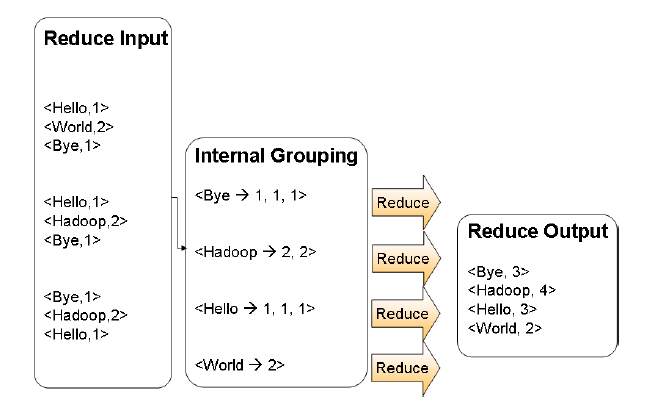 Reduce Input
<Hello,1>
<World,2>
<Bye,1>
<Hello,1>
<Hadoop,2>
<Bye,1>
<Bye,1>
<Hadoop,2>
<Hello,1>
Internal Grouping
<Bye → 1, 1, 1>
<Hadoop → 2, 2>
<Hello → 1, 1, 1>
<World → 2>
Reduce
Reduce
Reduce
Reduce
Reduce Output
<Bye, 3>
<Hadoop, 4>
<Hello, 3>
<World, 2>